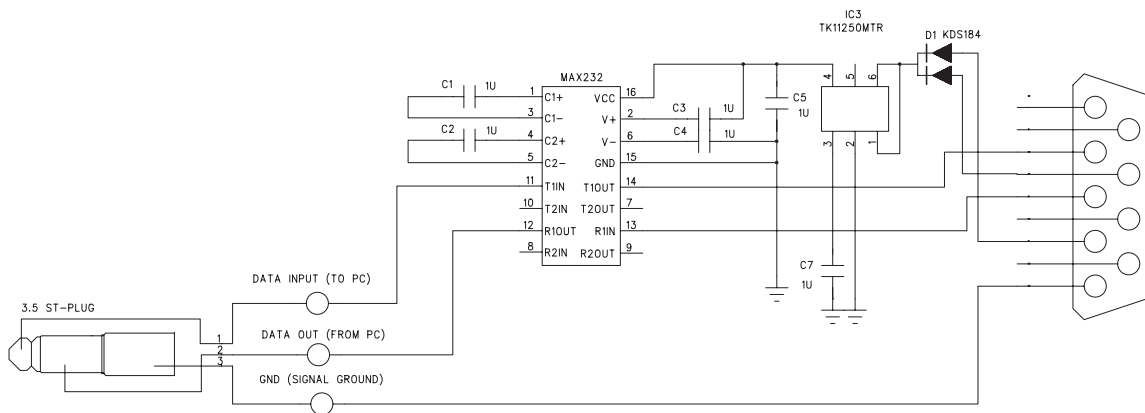 IC3
TK11250MTR
D1 KDS184
MAX232
C1 1U
1 C1+ VCC 16
3 C1- V+ 2
C2 1U
4 C2+ V- 6
5 C2- GND 15
11 T1IN T1OUT 14
10 T2IN T2OUT 7
12 R1OUT R1IN 13
8 R2IN R2OUT 9
C3 1U
C4 1U
C5
1U
4 5 6
3 2 1
C7
1U
DATA INPUT (TO PC)
3.5 ST-PLUG
1
DATA OUT (FROM PC)
2
3
GND (SIGNAL GROUND)